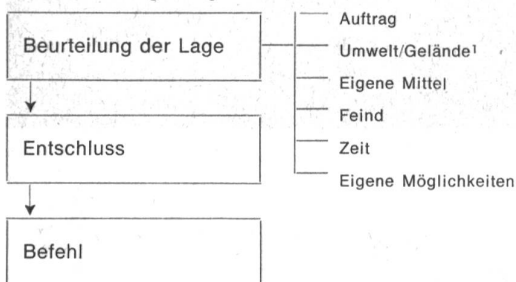 Beurteilung der Lage
Auftrag
Umwelt/Gelände¹
Eigene Mittel
Feind
Zeit
Eigene Möglichkeiten
Entschluss
Befehl